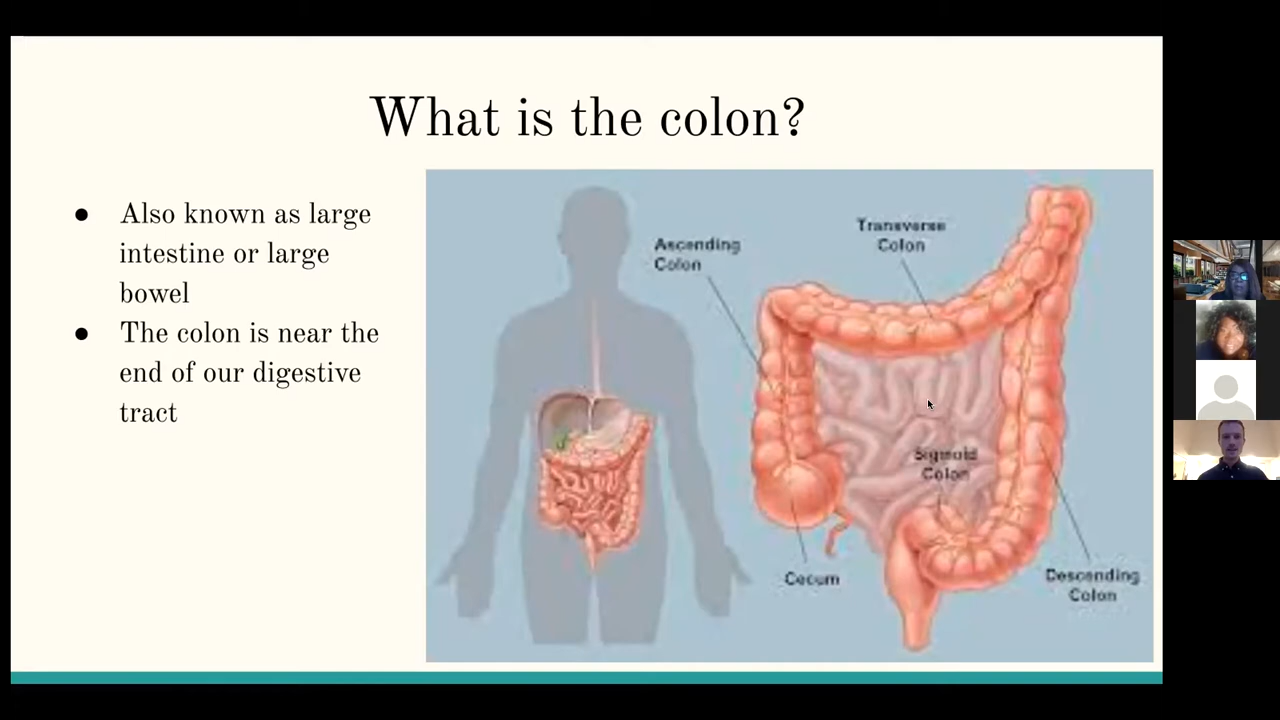 What is the colon?
● Also known as large
intestine or large
bowel
● The colon is near the
end of our digestive
tract
Ascending
Colon
Transverse
Colon
Sigmoid
Colon
Cecum
Descending
Colon